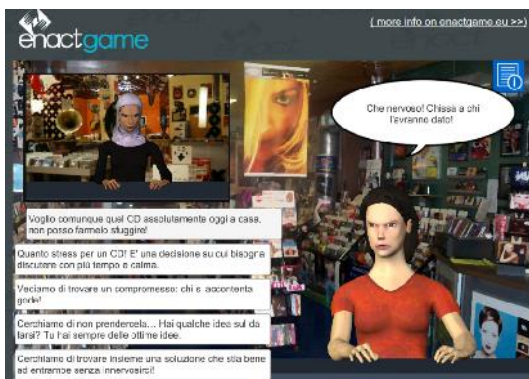 enactgame
( more info on enactgame.eu >>)
Che nervoso! Chissà a chi
l'avranno dato!
Voglio comunque quel CD assolutamente oggi a casa,
non posso farmelo sfuggire!
Quanto stress per un CD! E' una decisione su cui bisogna
discutere con più tempo e calma.
Vediamo di trovare un compromesso: chi si accontenta
gode!
Cerchiamo di non prendercela... Hai qualche idea sul da
farsi? Tu hai sempre delle ottime idee.
Cerchiamo di trovare insieme una soluzione che stia bene
ad entrambe senza innervosirci!